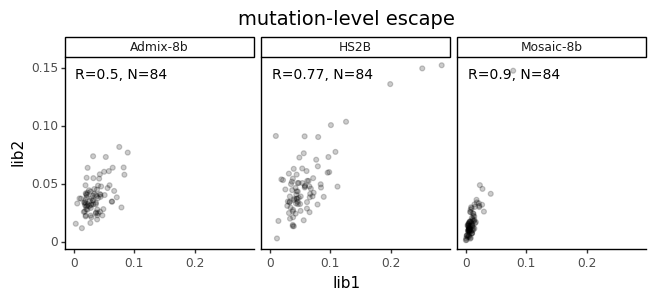 mutation-level escape
Admix-8b HS2B Mosaic-8b
R=0.5, N=84 R=0.77, N=84 R=0.9, N=84
0.15
0.10
0.05
0
lib2
0 0.1 0.2 0 0.1 0.2 0 0.1 0.2
lib1